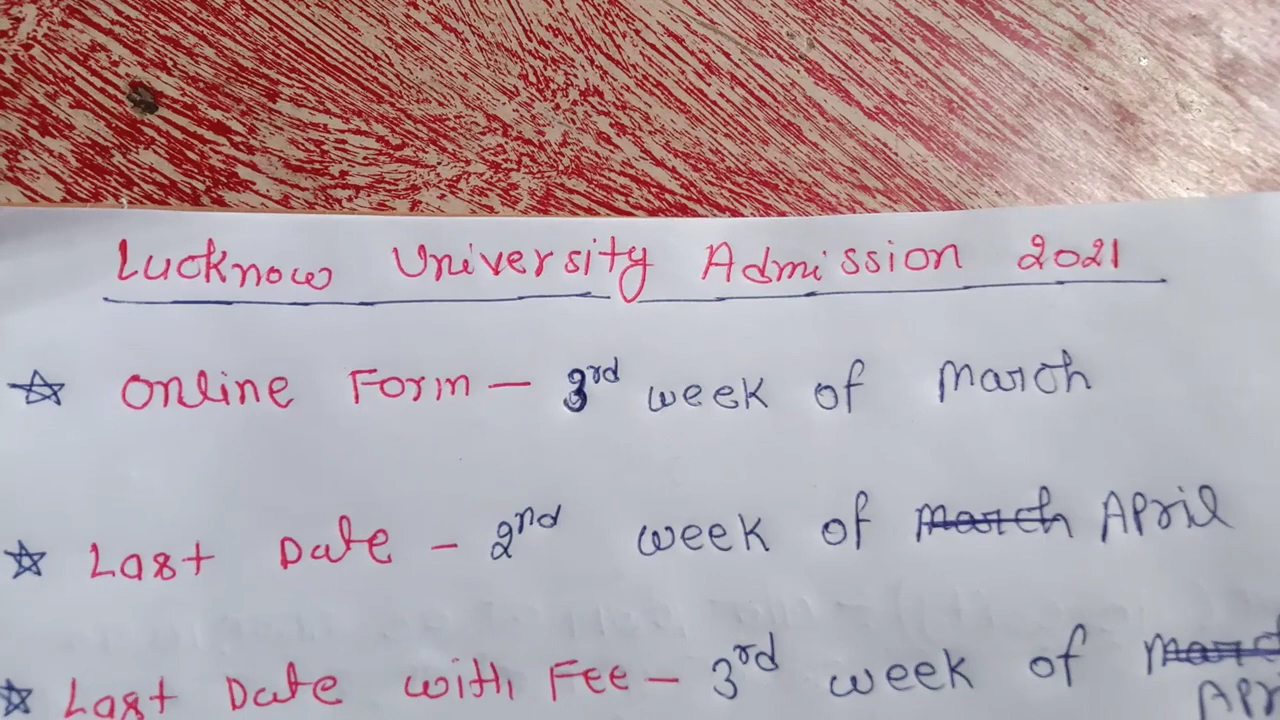 Lucknow University Admission 2021
☆ Online Form - 3rd week of March
☆ Last Date - 2nd week of March April
☆ Last Date with Fee - 3rd week of